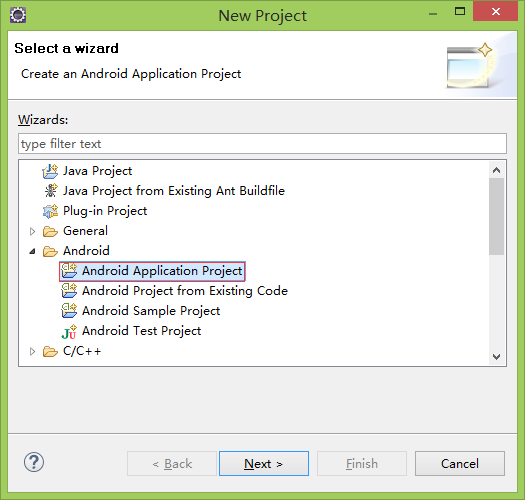 New Project
Select a wizard
Create an Android Application Project
Wizards:
type filter text
Java Project
Java Project from Existing Ant Buildfile
Plug-in Project
General
Android
Android Application Project
Android Project from Existing Code
Android Sample Project
Android Test Project
C/C++
< Back
Next >
Finish
Cancel